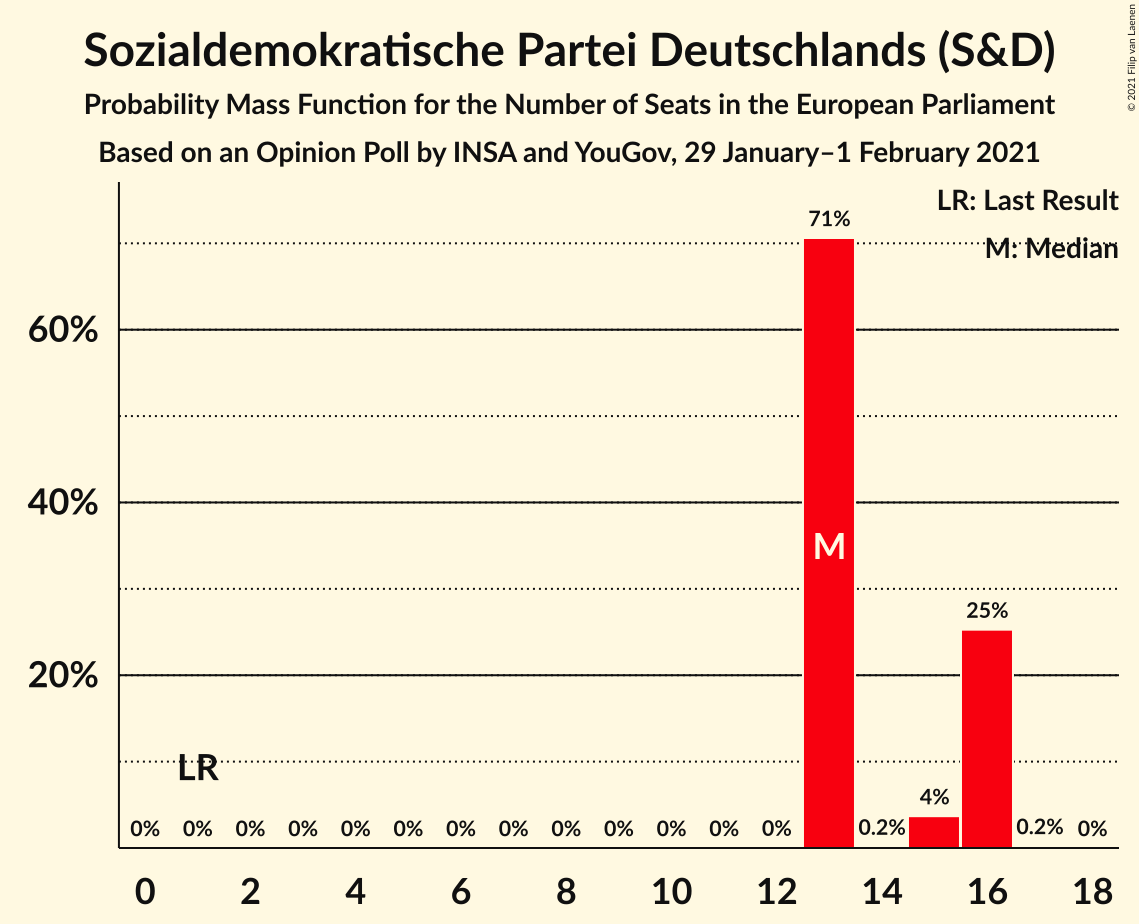 Sozialdemokratische Partei Deutschlands (S&D)
Probability Mass Function for the Number of Seats in the European Parliament
Based on an Opinion Poll by INSA and YouGov, 29 January–1 February 2021
© 2021 Filip van Laenen
LR: Last Result
M: Median
71%
60%
40%
M
25%
20%
LR
4%
0% 0% 0% 0% 0% 0% 0% 0% 0% 0% 0% 0% 0% 0.2% 0.2% 0%
0 2 4 6 8 10 12 14 16 18